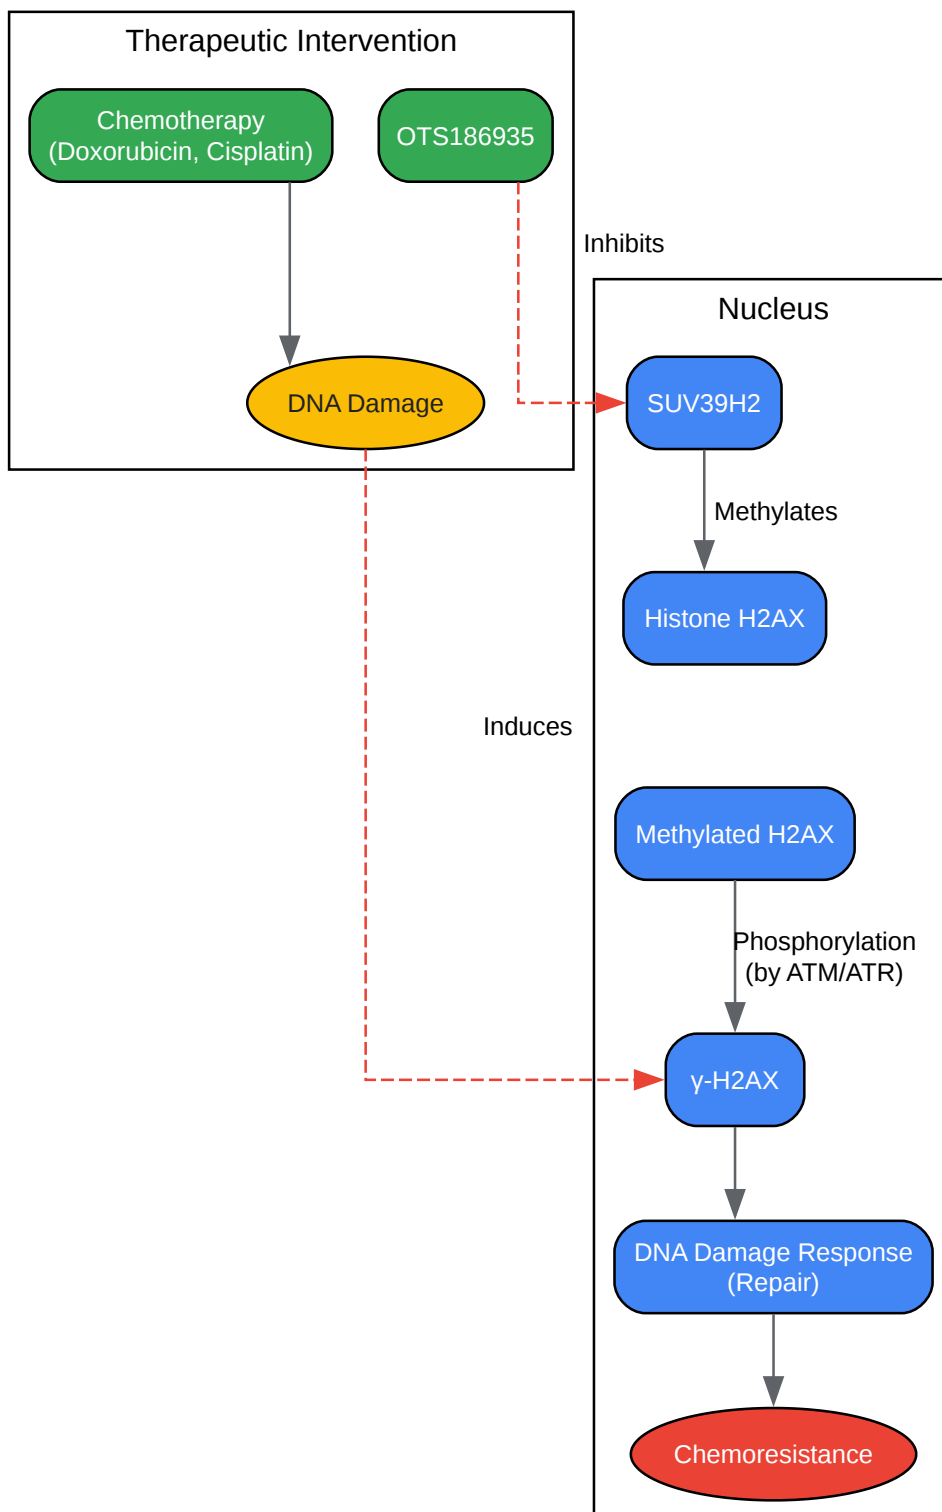 Therapeutic Intervention
Chemotherapy
(Doxorubicin, Cisplatin)
OTS186935
Inhibits
DNA Damage
Nucleus
SUV39H2
Methylates
Histone H2AX
Induces
Methylated H2AX
Phosphorylation
(by ATM/ATR)
γ-H2AX
DNA Damage Response
(Repair)
Chemoresistance